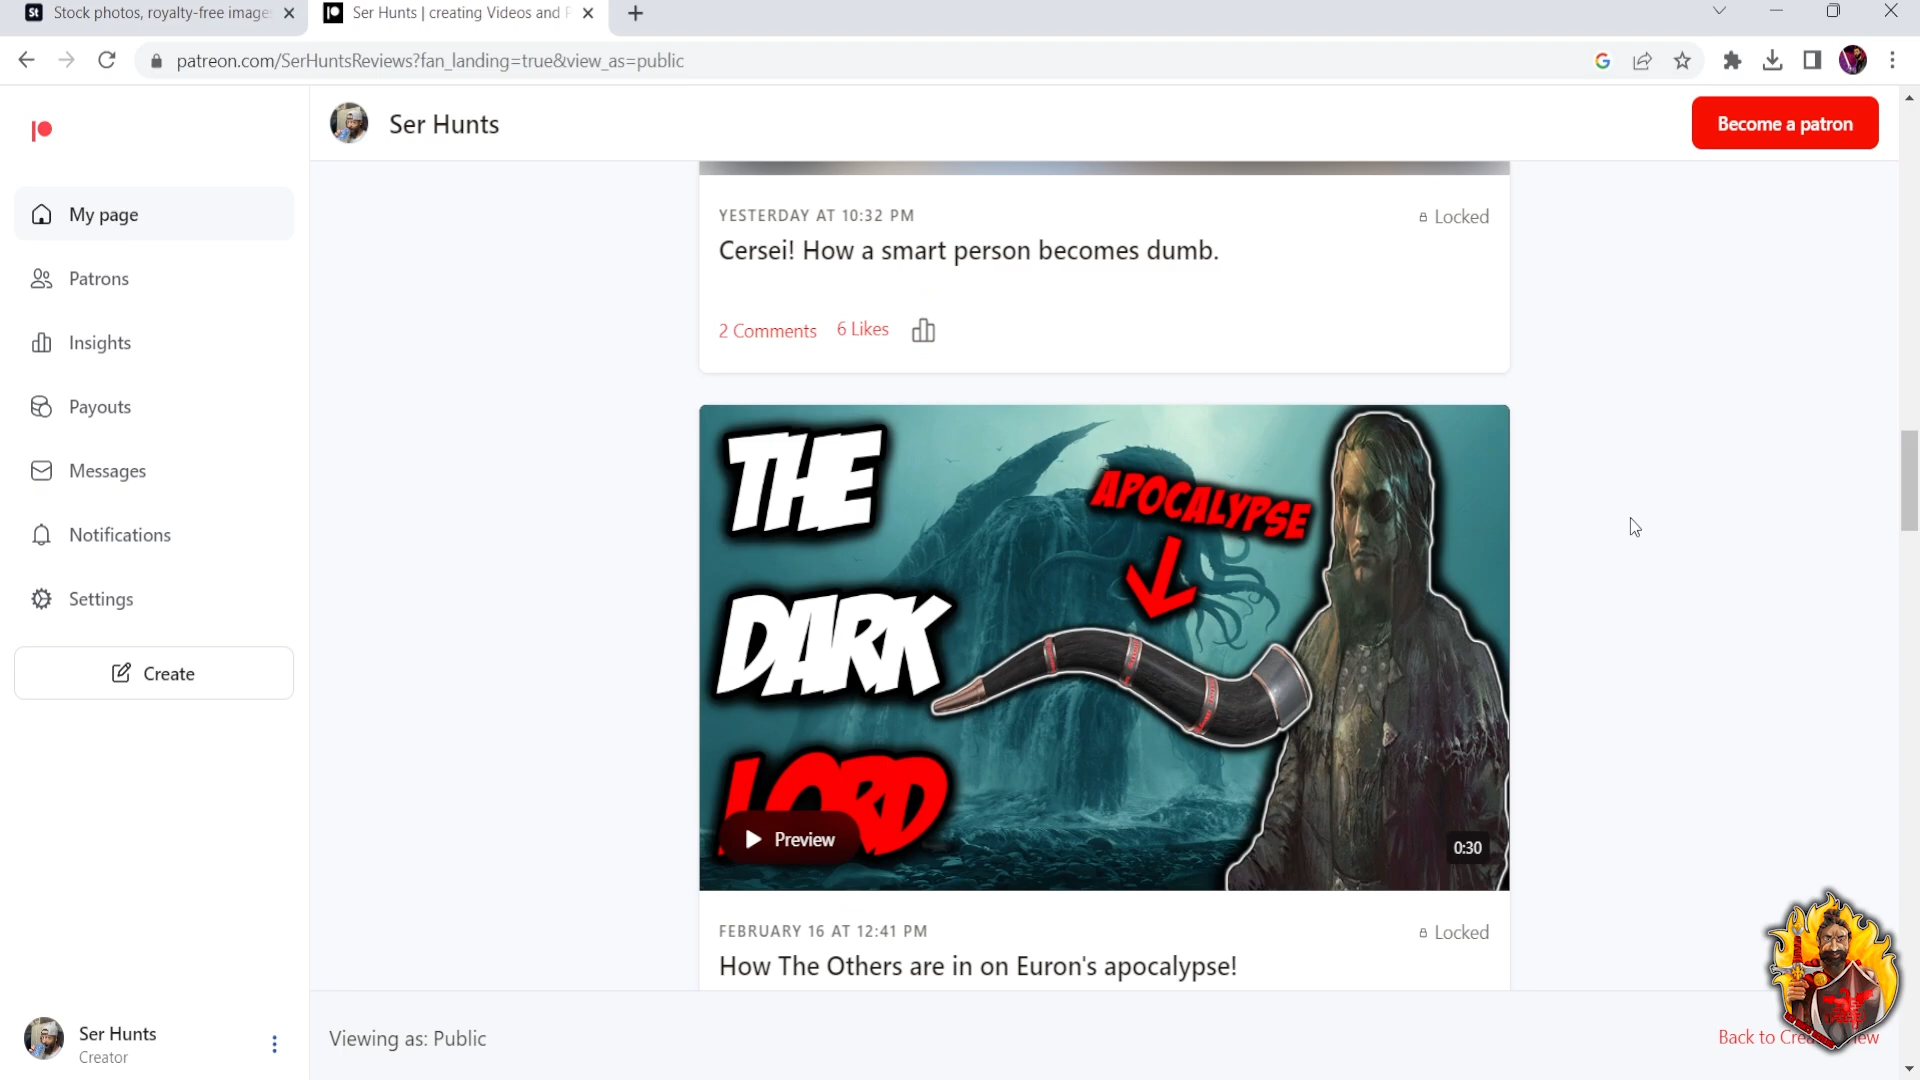 Stock photos, royalty-free image
Ser Hunts | creating Videos and P
patreon.com/SerHuntsReviews?fan_landing=true&view_as=public
Ser Hunts
Become a patron
My page
Patrons
Insights
Payouts
Messages
Notifications
Settings
Create
YESTERDAY AT 10:32 PM
Locked
Cersei! How a smart person becomes dumb.
2 Comments 6 Likes
THE
DARK
LORD
APOCALYPSE
Preview
0:30
FEBRUARY 16 AT 12:41 PM
Locked
How The Others are in on Euron's apocalypse!
Ser Hunts
Creator
Viewing as: Public
Back to